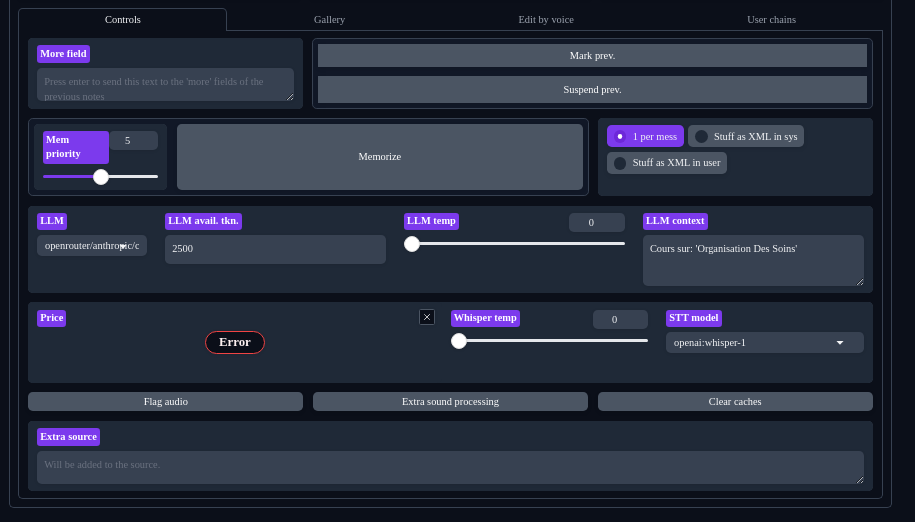 Controls
Gallery
Edit by voice
User chains
More field
Press enter to send this text to the 'more' fields of the
previous notes
Mark prev.
Suspend prev.
Mem
priority
5
Memorize
1 per mess
Stuff as XML in sys
Stuff as XML in user
LLM
openrouter/anthropic/c
LLM avail. tkn.
2500
LLM temp
0
LLM context
Cours sur: 'Organisation Des Soins'
Price
Error
Whisper temp
0
STT model
openai:whisper-1
Flag audio
Extra sound processing
Clear caches
Extra source
Will be added to the source.